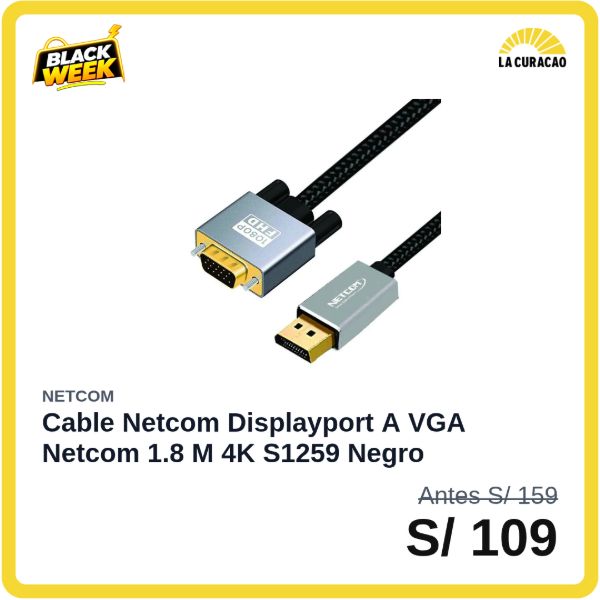 BLACK
WEEK
LA CURACAO
1080P
FHD
NETCOM
NETCOM
Cable Netcom Displayport A VGA
Netcom 1.8 M 4K S1259 Negro
Antes S/ 159
S/ 109